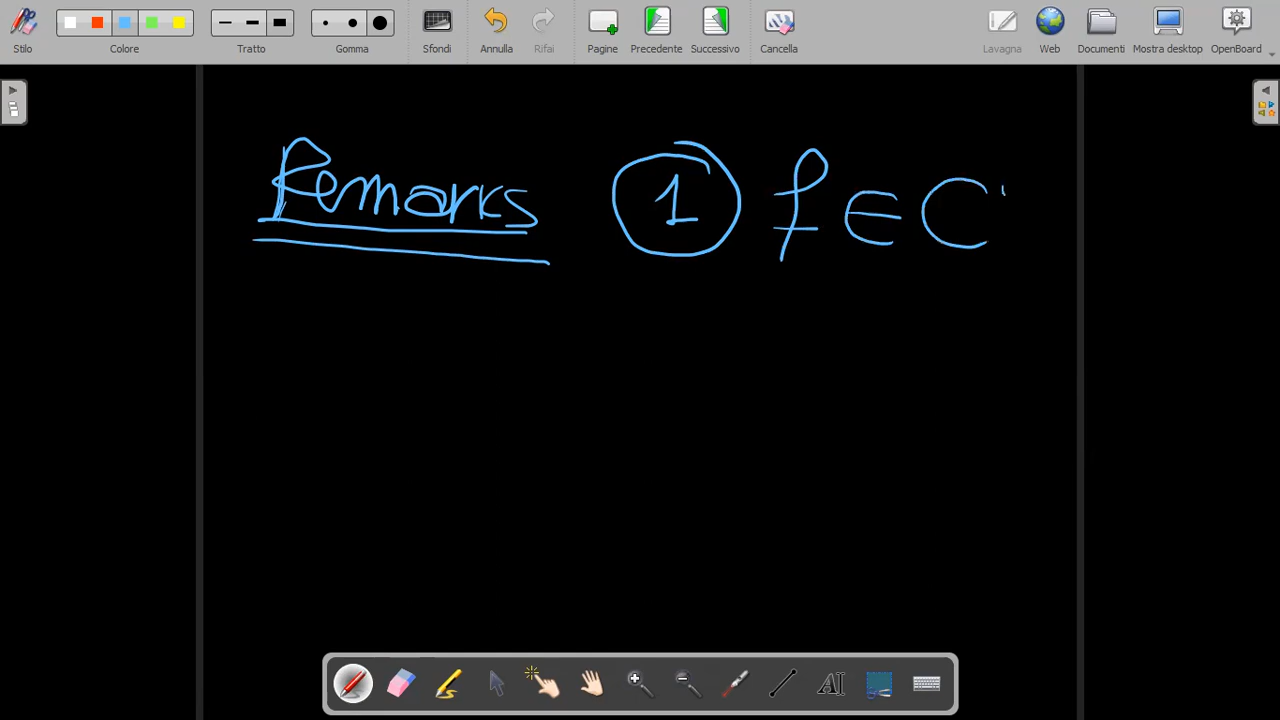 Stilo Colore Tratto Gomma Sfondi Annulla Rifai Pagine Precedente Successivo Cancella Lavagna Web Documenti Mostra desktop OpenBoard
Remarks 1 f ∈ C
AI